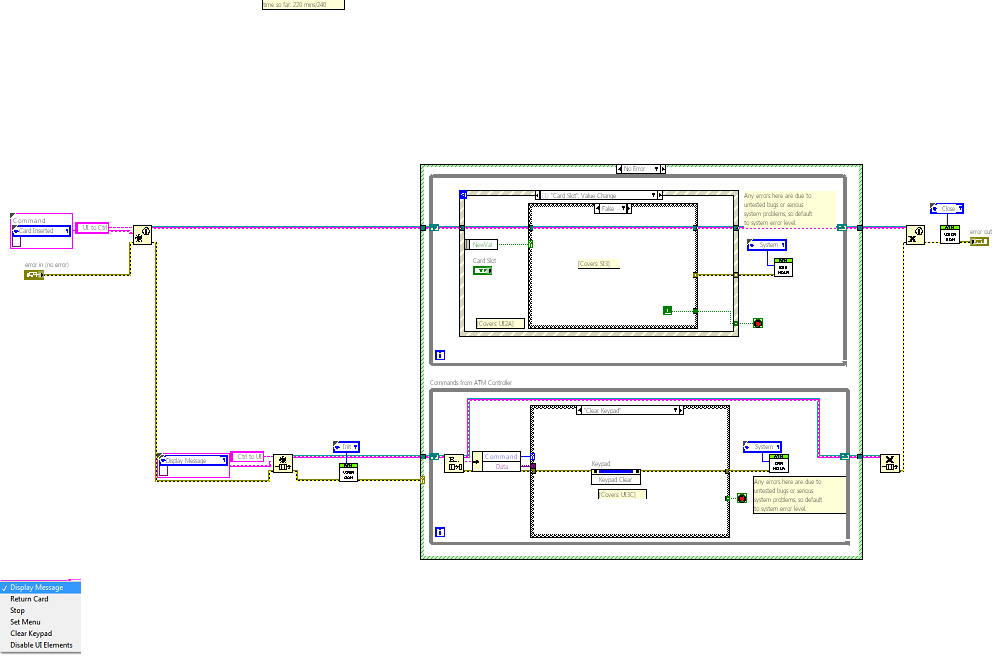 time so far: 220 mins/240
No Error
"Card Slot": Value Change
False
Any errors here are due to
untested bugs or serious
system problems, so default
to system error level.
Close
Command
Card Inserted
UI to Ctrl
error out
NewVal
System
error in (no error)
Card Slot
[Covers: SI3]
[Covers: UI2A]
Commands from ATM Controller
"Clear Keypad"
Init
System
Display Message
Ctrl to UI
Command
Data
Keypad
Keypad Clear
[Covers: UI3C]
Any errors here are due to
untested bugs or serious
system problems, so default
to system error level.
Display Message
Return Card
Stop
Set Menu
Clear Keypad
Disable UI Elements